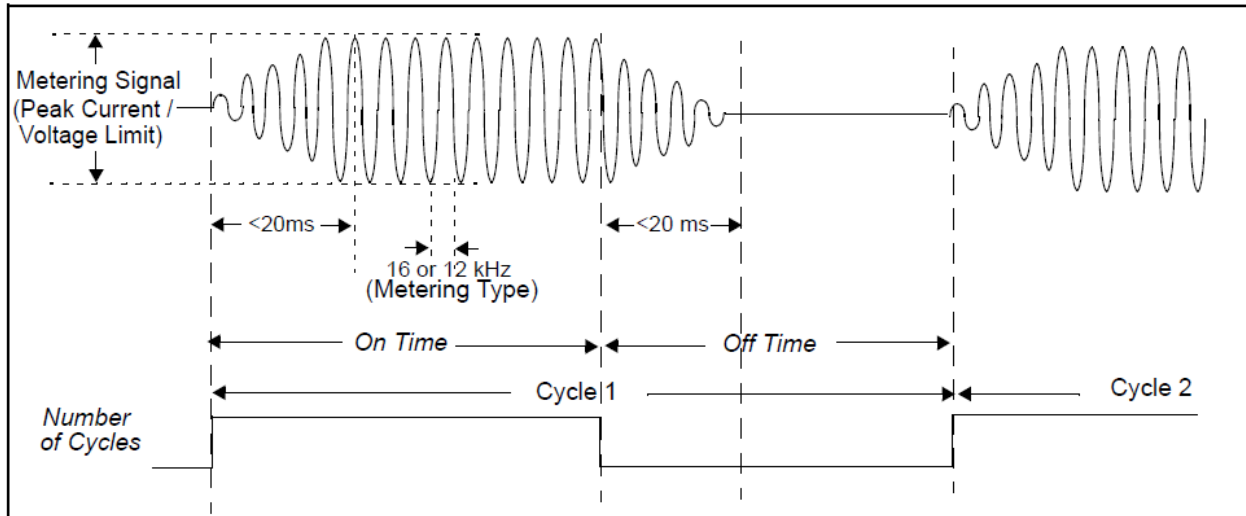 Metering Signal
(Peak Current /
Voltage Limit)
<20ms
<20 ms
16 or 12 kHz
(Metering Type)
On Time
Off Time
Cycle 1
Cycle 2
Number
of Cycles